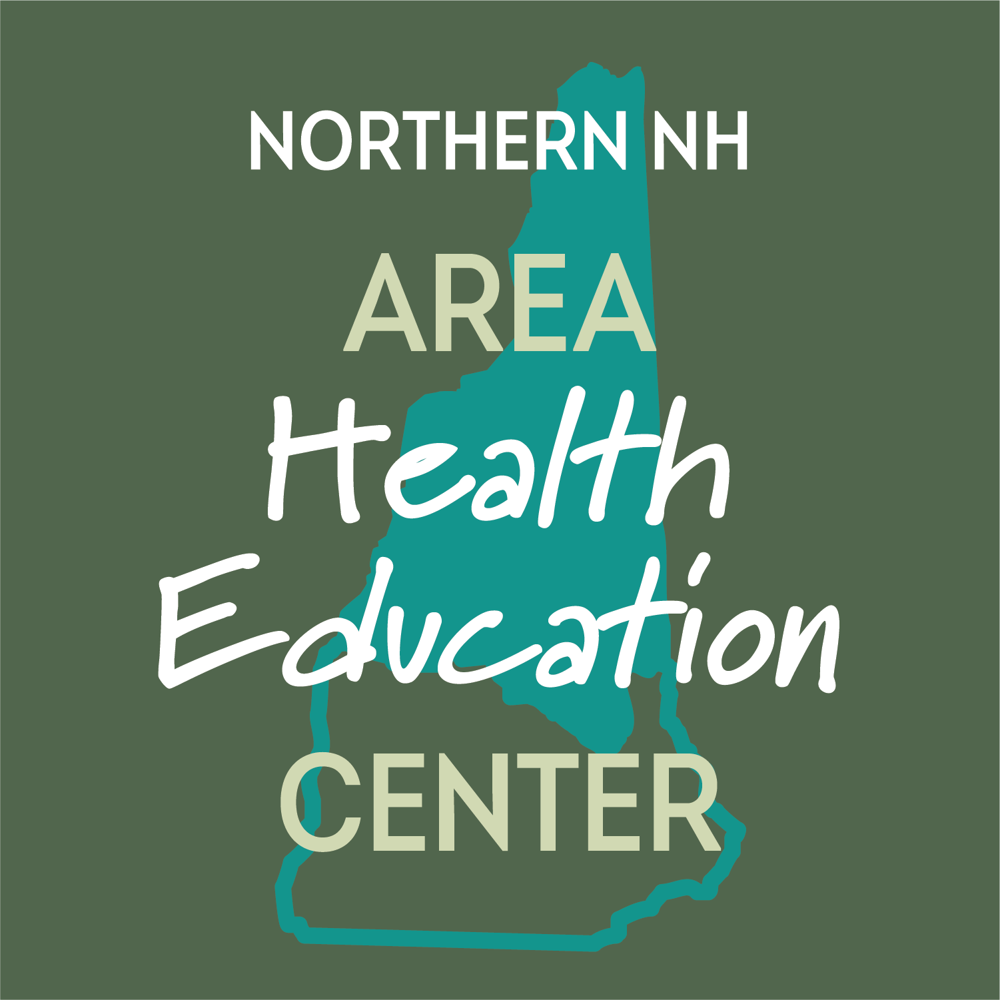 NORTHERN NH
AREA
Health
Education
CENTER